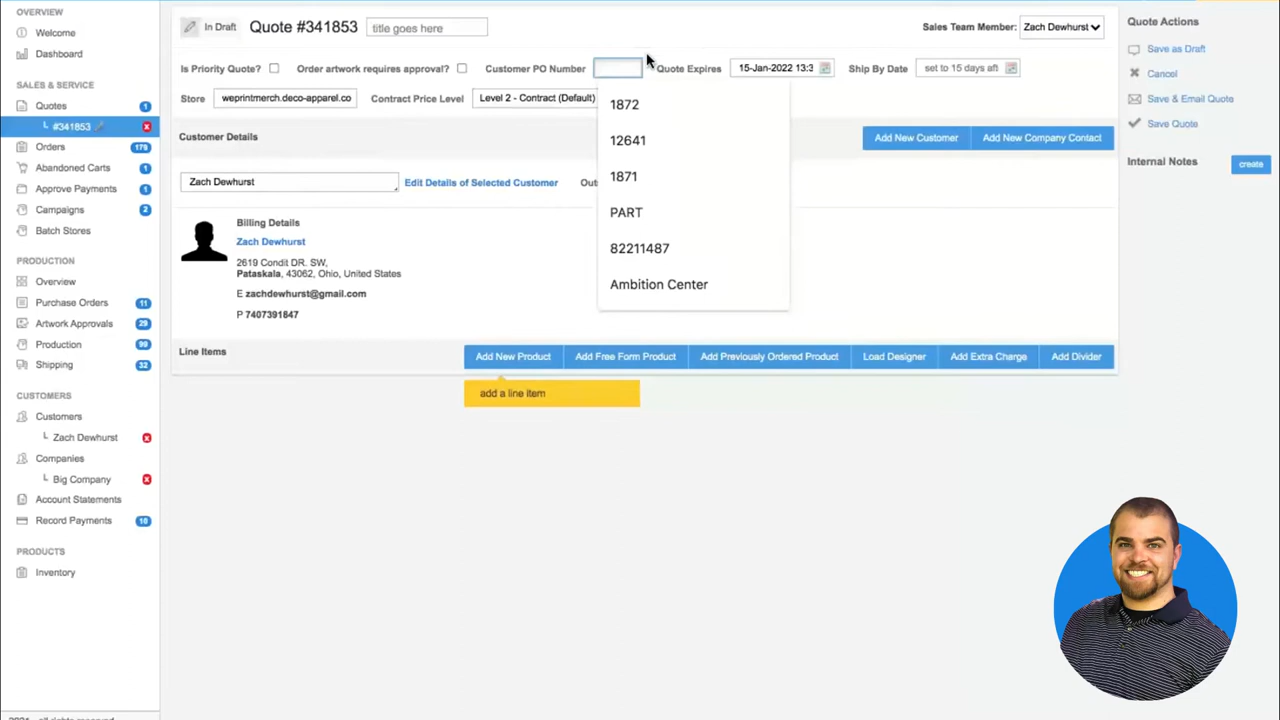 OVERVIEW
Welcome
Dashboard
SALES & SERVICE
Quotes 1
#341853
Orders 179
Abandoned Carts 1
Approve Payments 1
Campaigns 2
Batch Stores
PRODUCTION
Overview
Purchase Orders 11
Artwork Approvals 29
Production 99
Shipping 32
CUSTOMERS
Customers
Zach Dewhurst
Companies
Big Company
Account Statements
Record Payments 10
PRODUCTS
Inventory
In Draft Quote #341853 title goes here Sales Team Member: Zach Dewhurst
Is Priority Quote? Order artwork requires approval? Customer PO Number Quote Expires 15-Jan-2022 13:3 Ship By Date set to 15 days aft
Store weprintmerch.deco-apparel.co Contract Price Level Level 2 - Contract (Default)
1872
12641
1871
PART
82211487
Ambition Center
Customer Details Add New Customer Add New Company Contact
Zach Dewhurst Edit Details of Selected Customer Out
Billing Details
Zach Dewhurst
2619 Condit DR. SW,
Pataskala, 43062, Ohio, United States
E zachdewhurst@gmail.com
P 7407391847
Line Items Add New Product Add Free Form Product Add Previously Ordered Product Load Designer Add Extra Charge Add Divider
add a line item
Quote Actions
Save as Draft
Cancel
Save & Email Quote
Save Quote
Internal Notes create